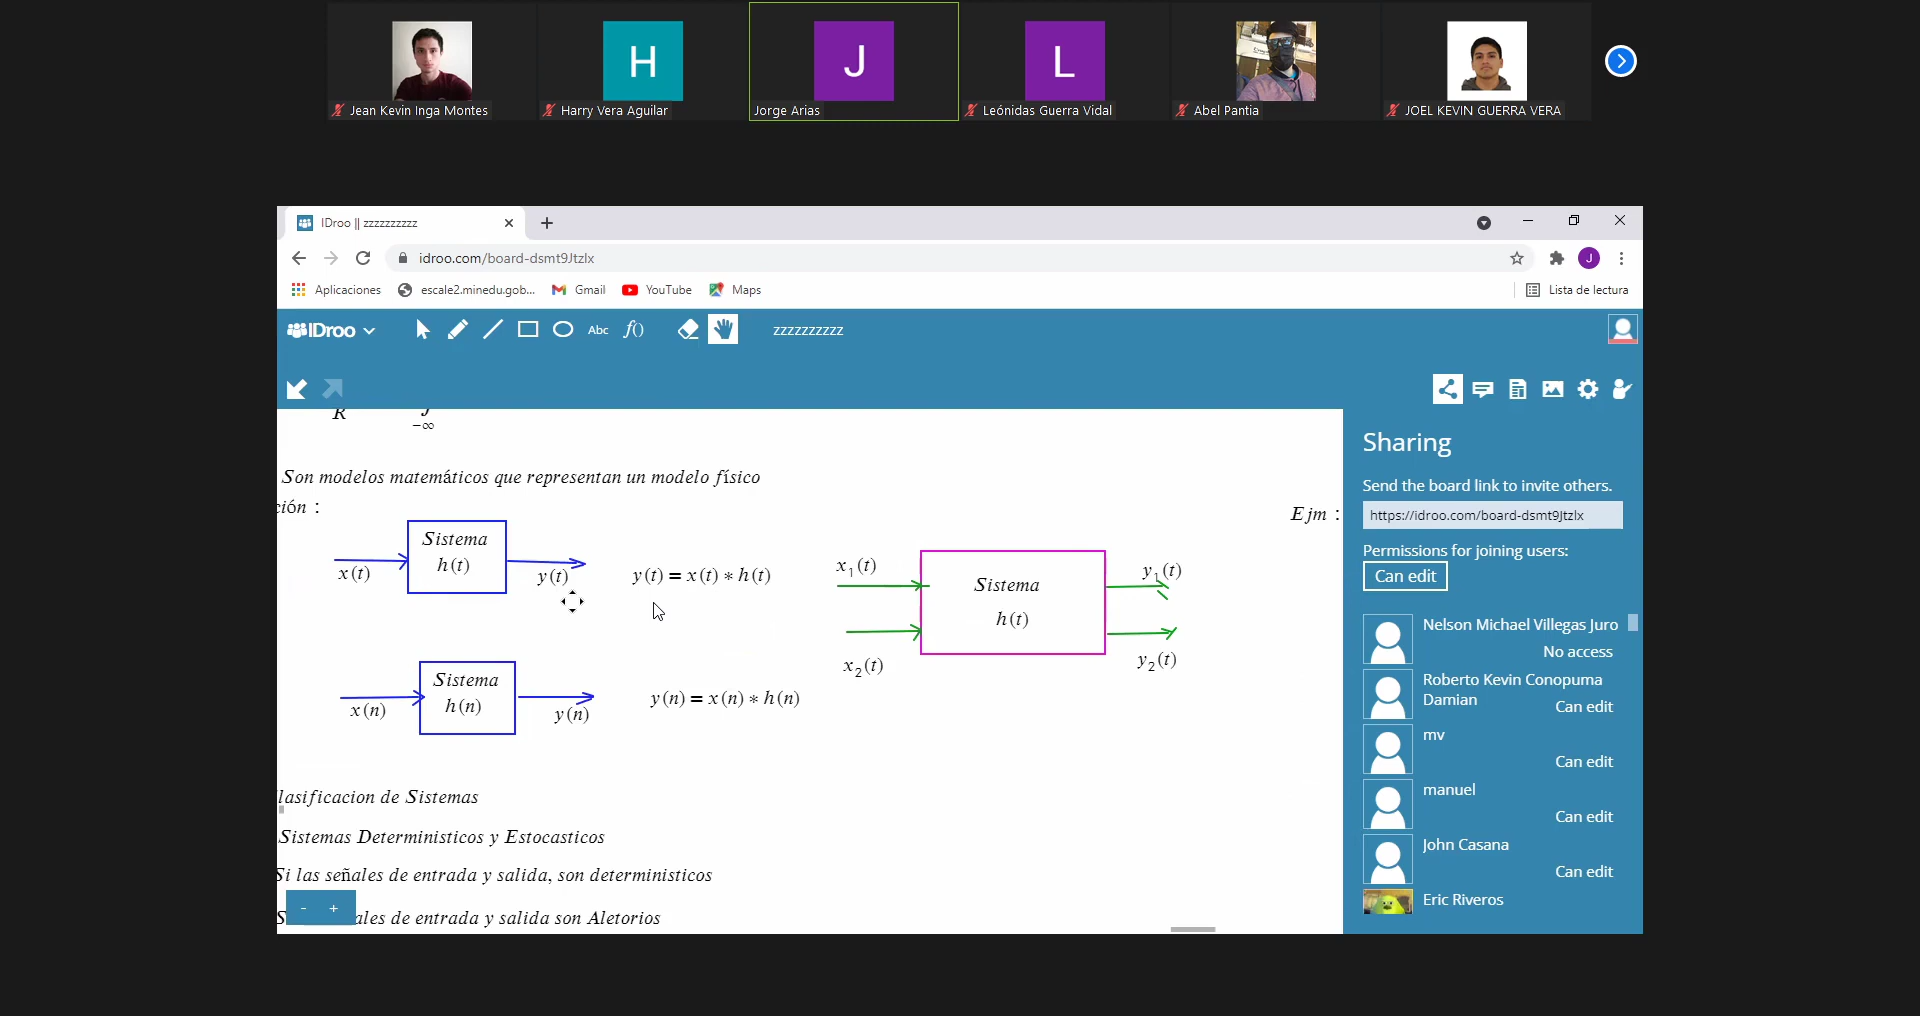 H
J
L
Jean Kevin Inga Montes
Harry Vera Aguilar
Jorge Arias
Leónidas Guerra Vidal
Abel Pantia
JOEL KEVIN GUERRA VERA
IDroo || zzzzzzzzzz
idroo.com/board-dsmt9Jtzlx
J
Aplicaciones
escale2.minedu.gob...
Gmail
YouTube
Maps
Lista de lectura
IDroo
Abc
f()
zzzzzzzzzz
R
−∞
Son modelos matemáticos que representan un modelo físico
ción :
Ejm :
Sistema
h(t)
x(t)
y(t)
y(t) = x(t) ∗ h(t)
x₁(t)
Sistema
h(t)
y₁(t)
x₂(t)
y₂(t)
Sistema
h(n)
x(n)
y(n)
y(n) = x(n) ∗ h(n)
lasificacion de Sistemas
Sistemas Deterministicos y Estocasticos
Si las señales de entrada y salida, son deterministicos
S
ales de entrada y salida son Aletorios
- +
Sharing
Send the board link to invite others.
https://idroo.com/board-dsmt9Jtzlx
Permissions for joining users:
Can edit
Nelson Michael Villegas Juro
No access
Roberto Kevin Conopuma
Damian
Can edit
mv
Can edit
manuel
Can edit
John Casana
Can edit
Eric Riveros